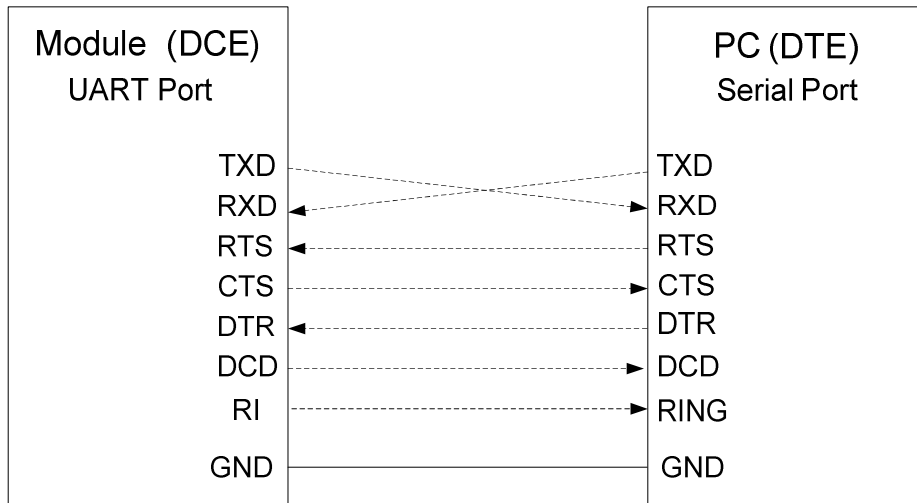 Module (DCE)
UART Port
TXD
RXD
RTS
CTS
DTR
DCD
RI
GND
PC (DTE)
Serial Port
TXD
RXD
RTS
CTS
DTR
DCD
RING
GND